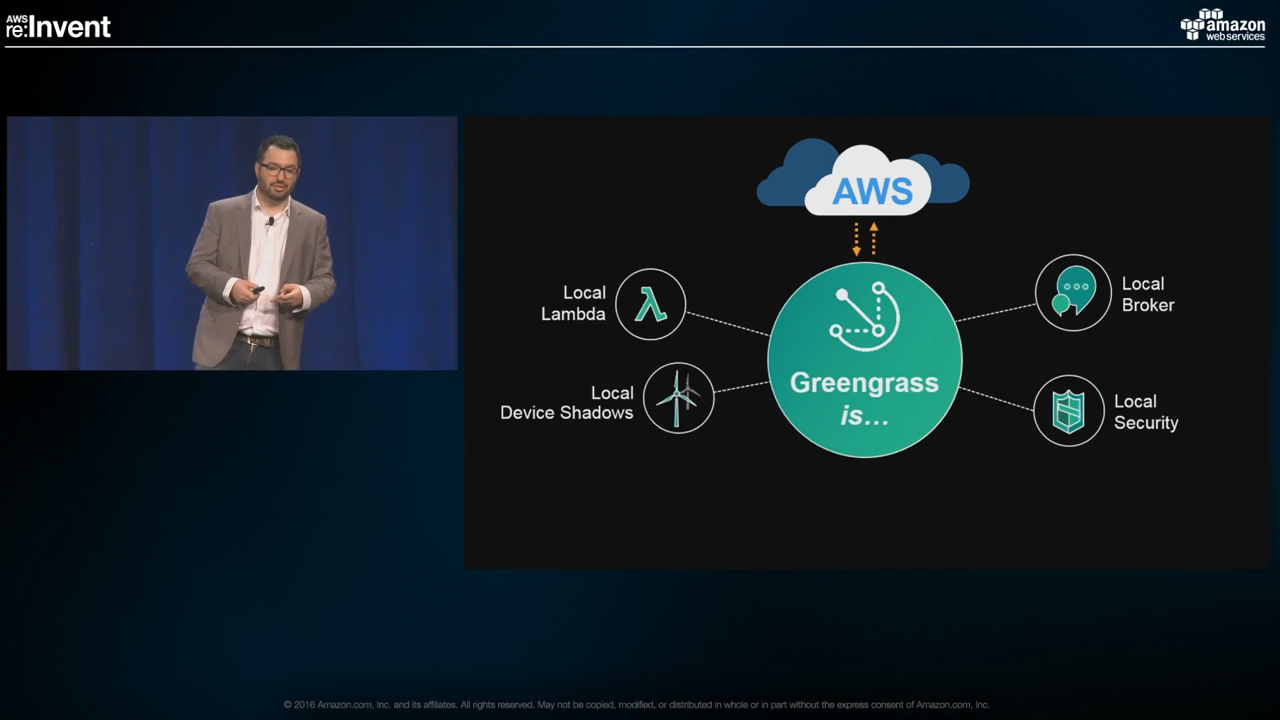 AWS
re:Invent
amazon
web services
AWS
Local
Lambda
Local
Device Shadows
Greengrass
is...
Local
Broker
Local
Security
© 2016 Amazon.com, Inc. and its affiliates. All rights reserved. May not be copied, modified, or distributed in whole or in part without the express consent of Amazon.com, Inc.